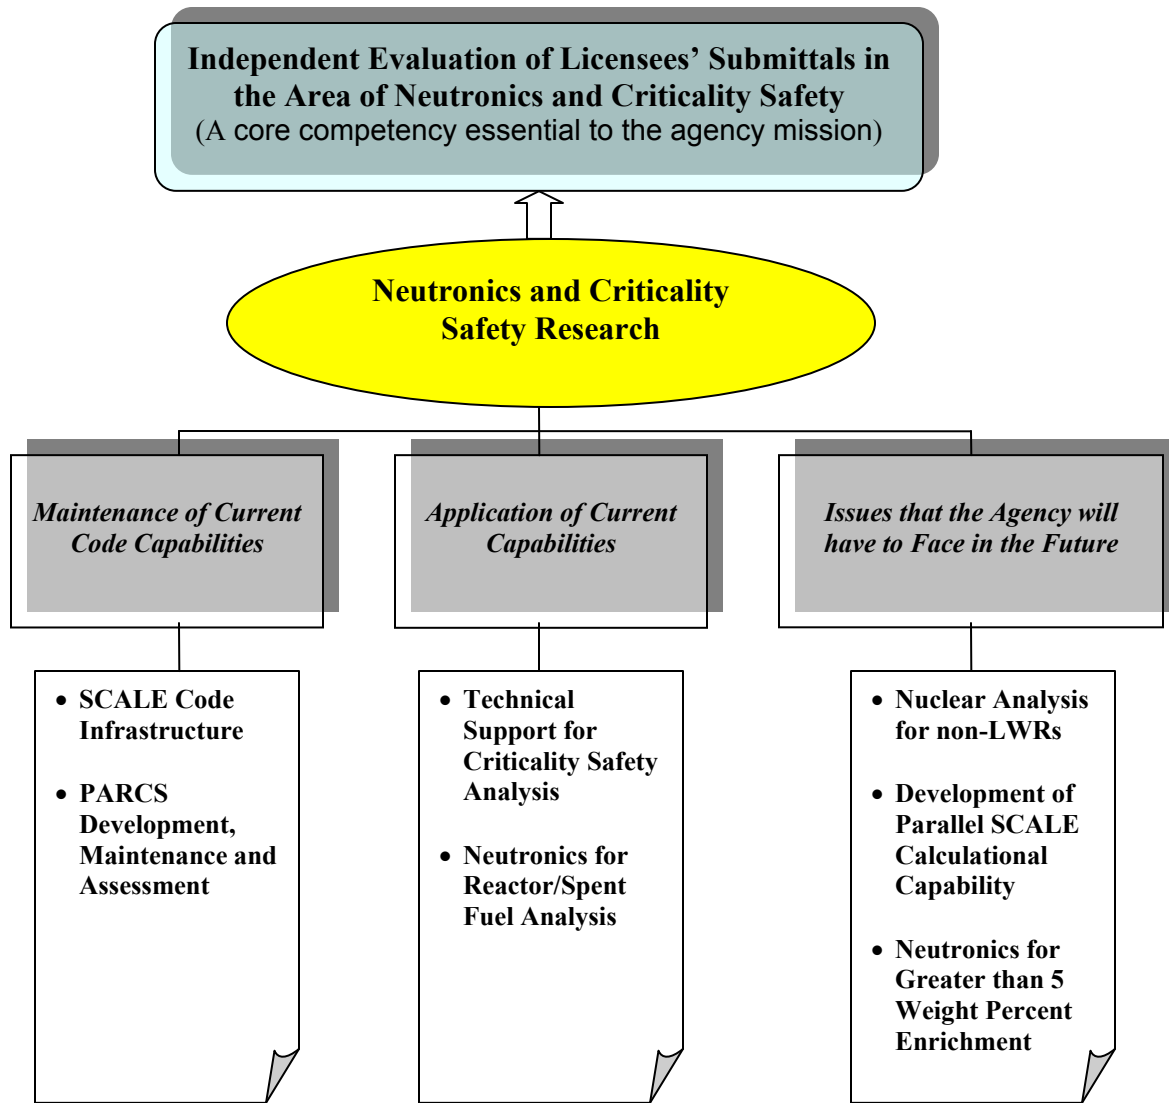 Independent Evaluation of Licensees’ Submittals in
the Area of Neutronics and Criticality Safety
(A core competency essential to the agency mission)
Neutronics and Criticality
Safety Research
Maintenance of Current
Code Capabilities
Application of Current
Capabilities
Issues that the Agency will
have to Face in the Future
• SCALE Code
Infrastructure
• PARCS
Development,
Maintenance and
Assessment
• Technical
Support for
Criticality Safety
Analysis
• Neutronics for
Reactor/Spent
Fuel Analysis
• Nuclear Analysis
for non-LWRs
• Development of
Parallel SCALE
Calculational
Capability
• Neutronics for
Greater than 5
Weight Percent
Enrichment